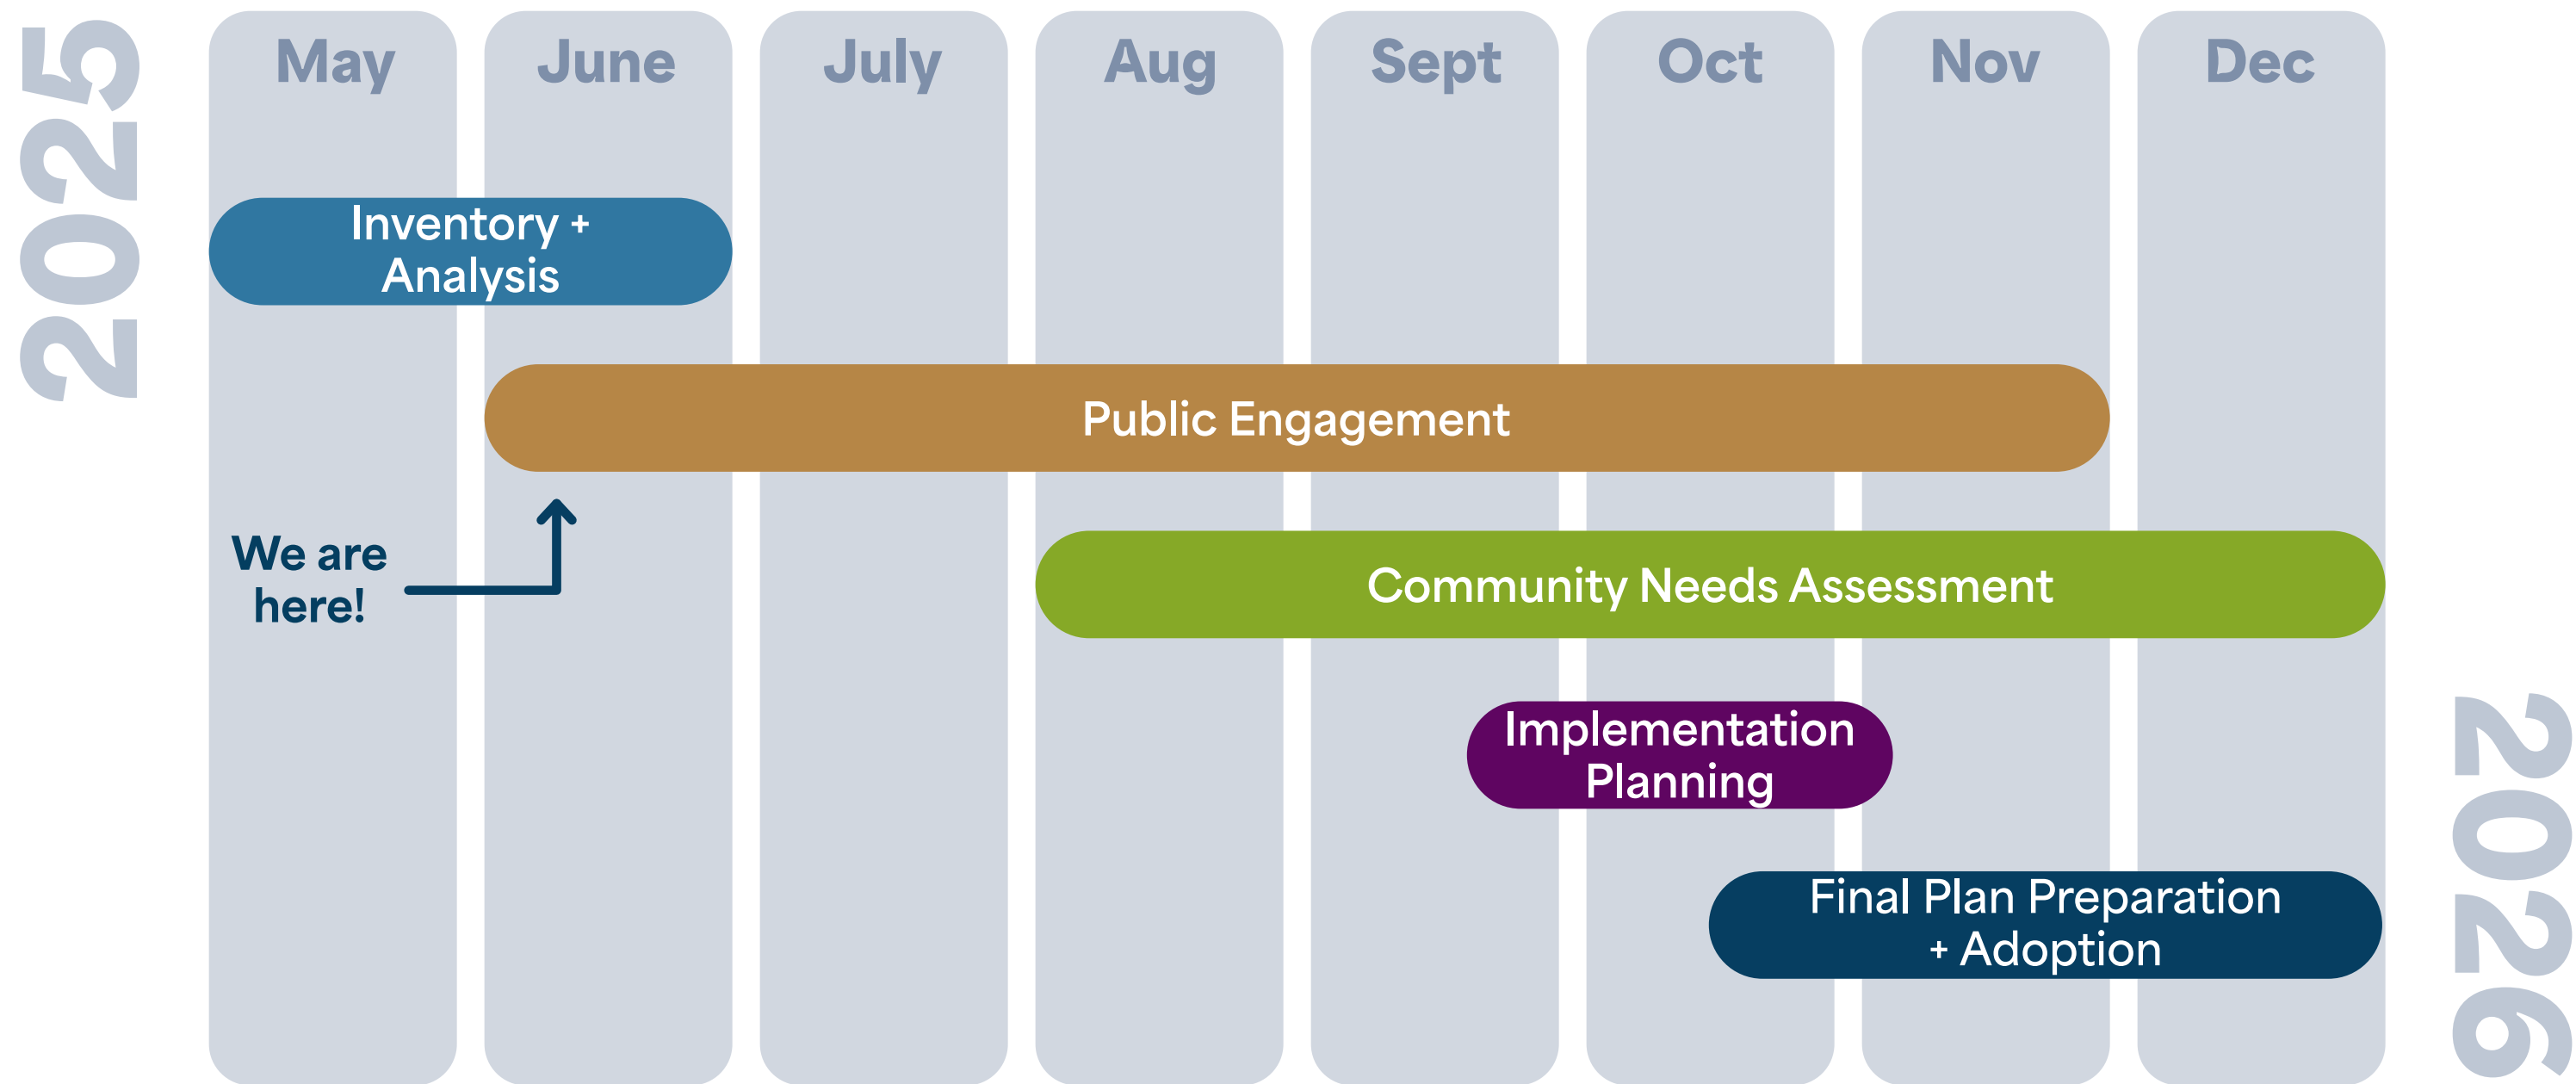 2025
May
June
July
Aug
Sept
Oct
Nov
Dec
Inventory +
Analysis
Public Engagement
We are
here!
Community Needs Assessment
Implementation
Planning
Final Plan Preparation
+ Adoption
2026